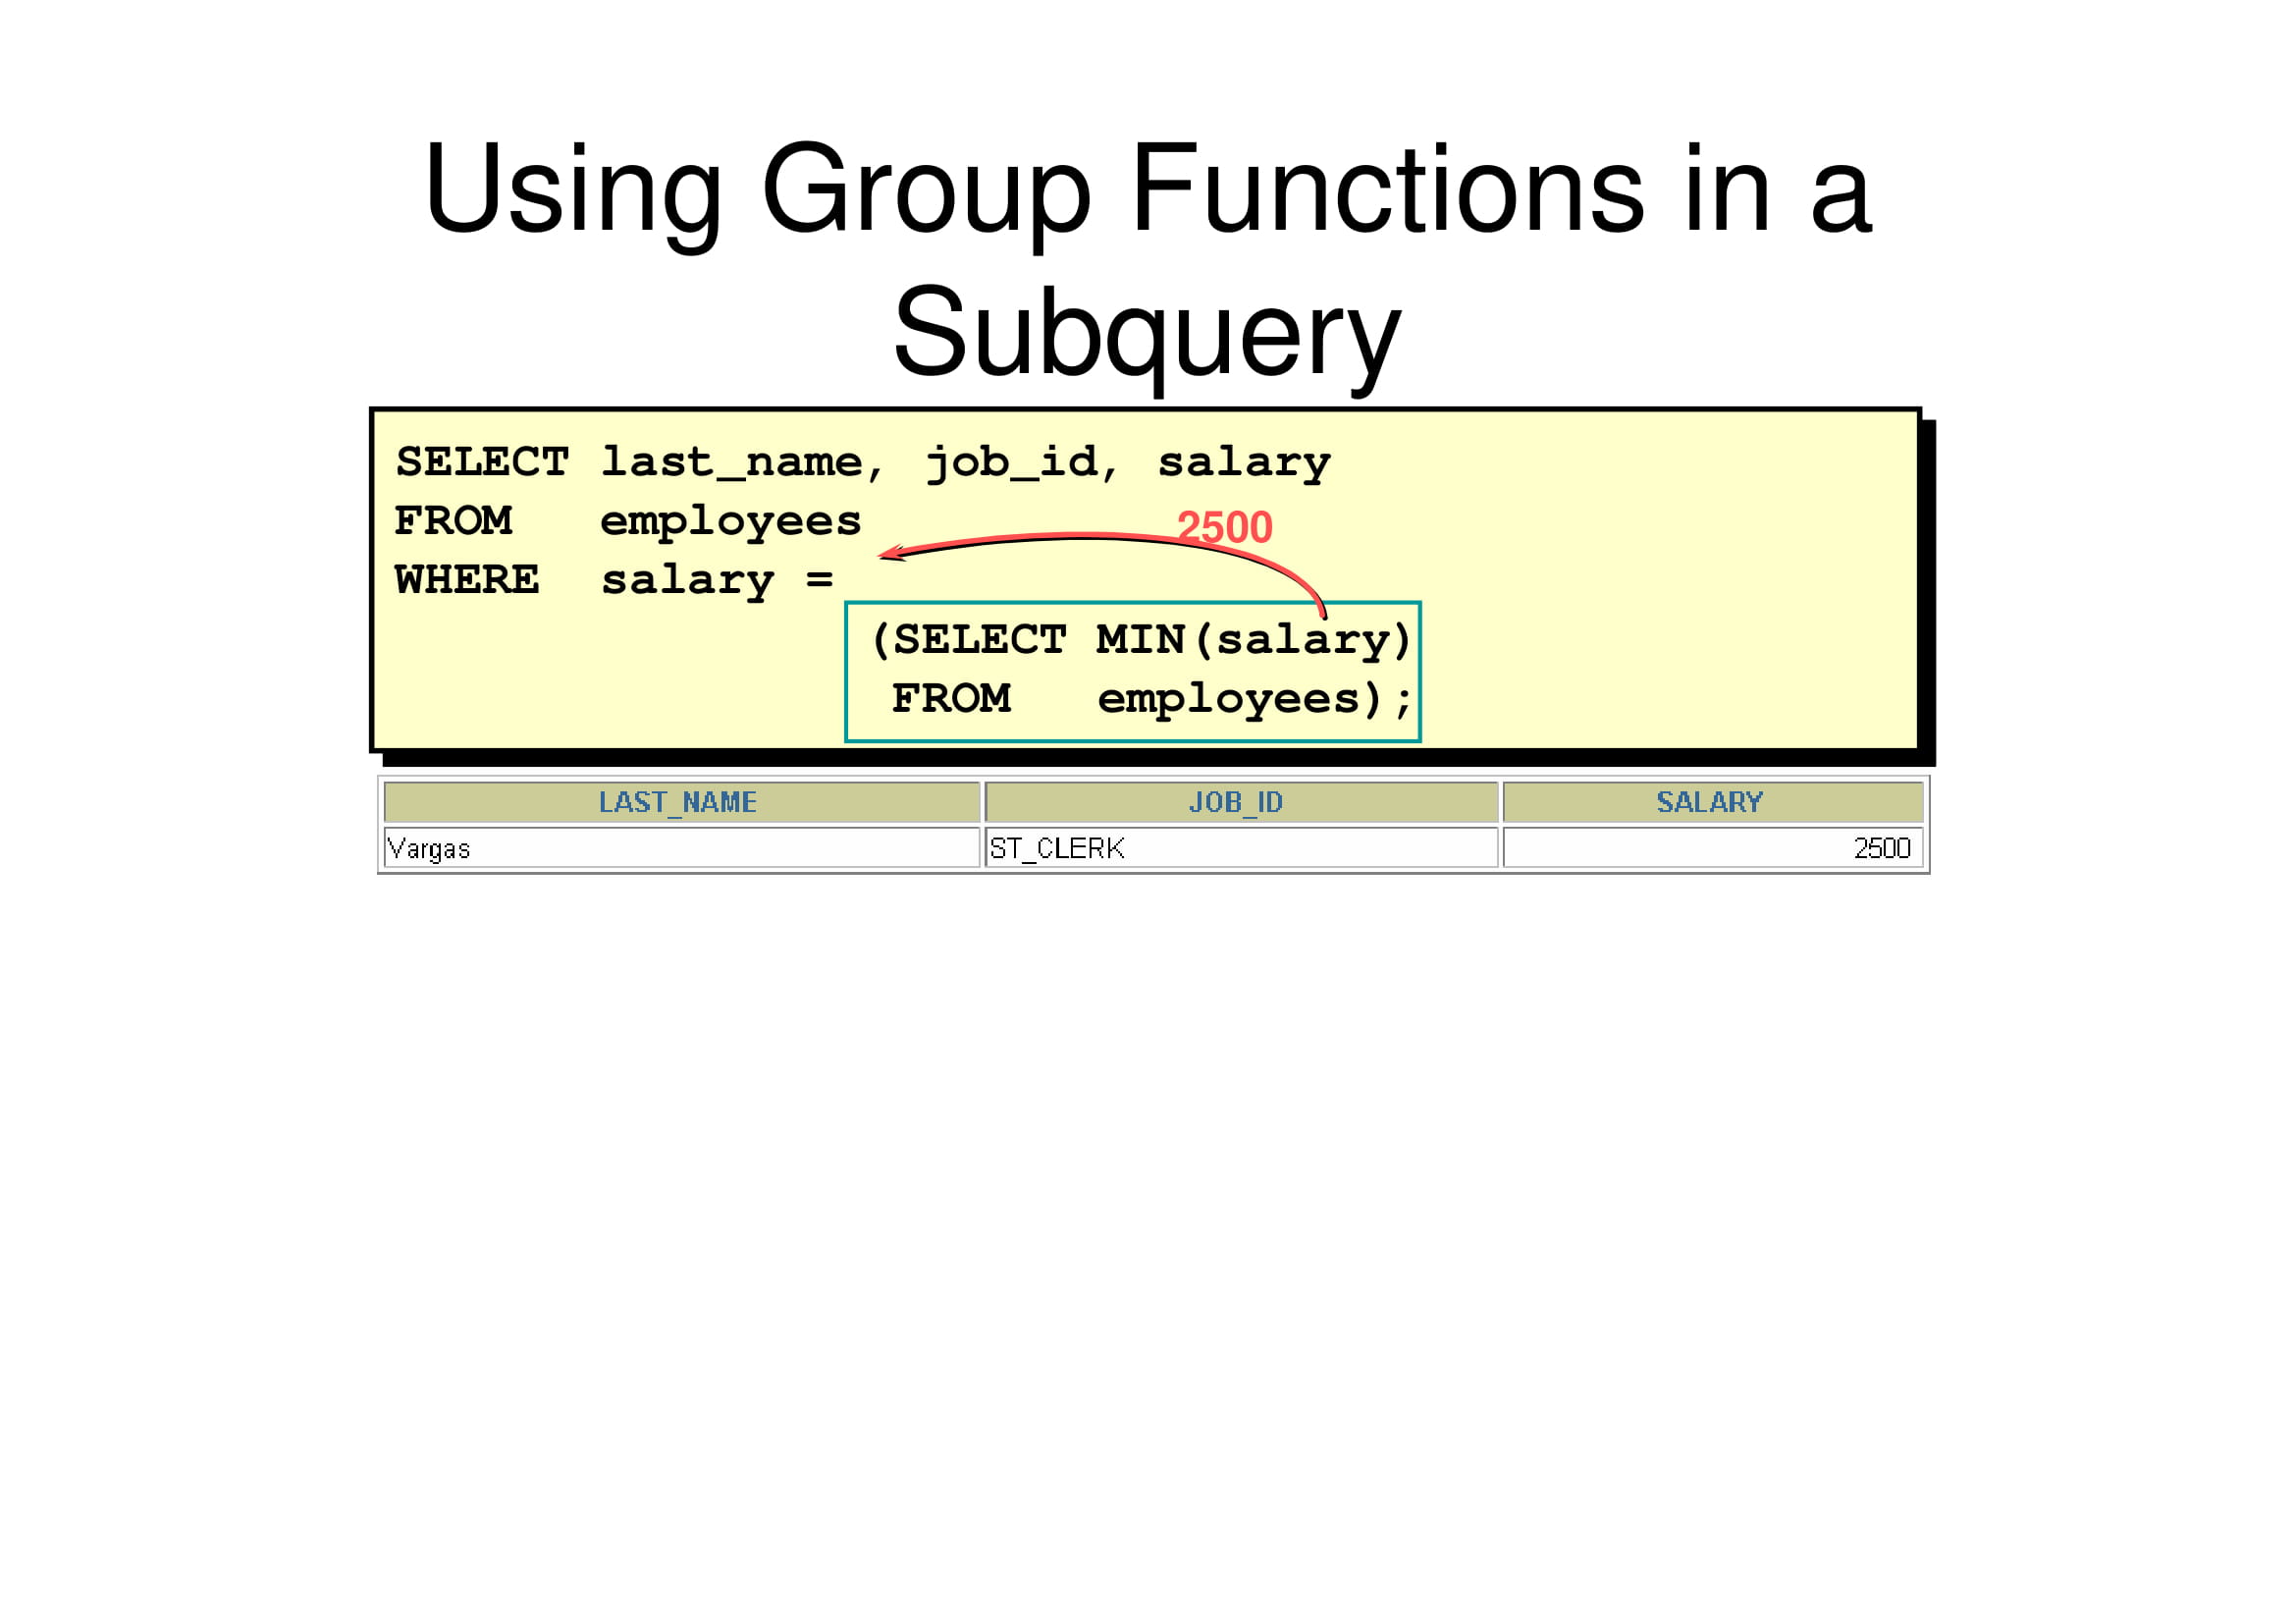 Using Group Functions in a
Subquery
SELECT last_name, job_id, salary
FROM employees
2500
WHERE salary =
(SELECT MIN(salary)
FROM employees);
LAST_NAME JOB_ID SALARY
Vargas ST_CLERK 2500